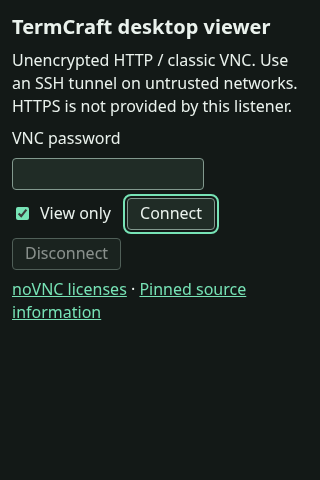 TermCraft desktop viewer
Unencrypted HTTP / classic VNC. Use
an SSH tunnel on untrusted networks.
HTTPS is not provided by this listener.
VNC password
View only
Connect
Disconnect
noVNC licenses · Pinned source
information